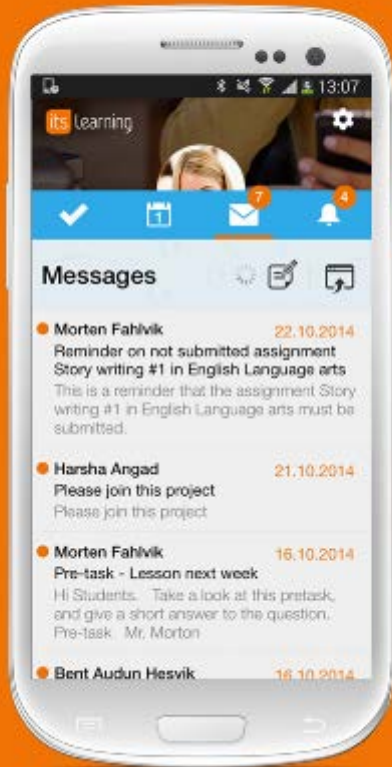 13:07
its learning
1
7
4
Messages
Morten Fahlvik 22.10.2014
Reminder on not submitted assignment
Story writing #1 in English Language arts
This is a reminder that the assignment Story
writing #1 in English Language arts must be
submitted.
Harsha Angad 21.10.2014
Please join this project
Please join this project
Morten Fahlvik 16.10.2014
Pre-task - Lesson next week
Hi Students. Take a look at this pretask,
and give a short answer to the question.
Pre-task Mr. Morton
Bent Audun Hesvik 16.10.2014